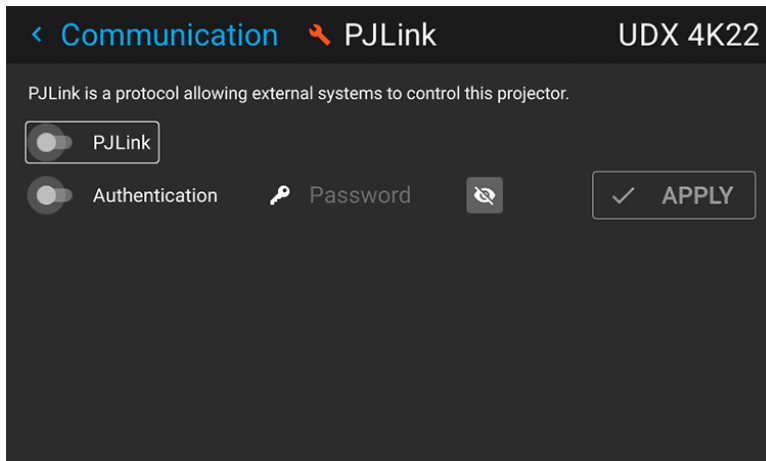 Communication PJLink UDX 4K22
PJLink is a protocol allowing external systems to control this projector.
PJLink
Authentication Password APPLY